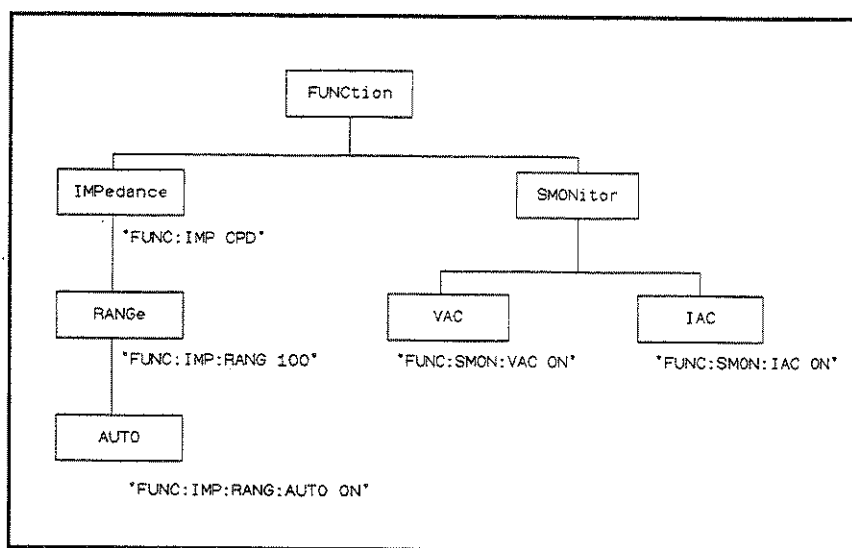 FUNCtion
IMPedance
SMONitor
"FUNC:IMP CPD"
RANGe
VAC
IAC
"FUNC:IMP:RANG 100"
"FUNC:SMON:VAC ON"
"FUNC:SMON:IAC ON"
AUTO
"FUNC:IMP:RANG:AUTO ON"